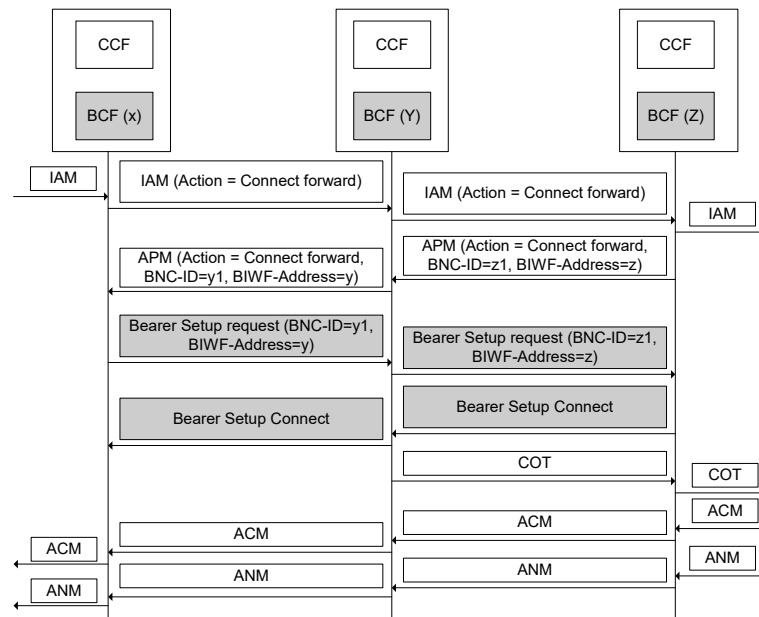 CCF
CCF
CCF
BCF (x)
BCF (Y)
BCF (Z)
IAM
IAM (Action = Connect forward)
IAM (Action = Connect forward)
IAM
APM (Action = Connect forward,
BNC-ID=y1, BIWF-Address=y)
APM (Action = Connect forward,
BNC-ID=z1, BIWF-Address=z)
Bearer Setup request (BNC-ID=y1,
BIWF-Address=y)
Bearer Setup request (BNC-ID=z1,
BIWF-Address=z)
Bearer Setup Connect
Bearer Setup Connect
COT
COT
ACM
ACM
ACM
ACM
ANM
ANM
ANM
ANM